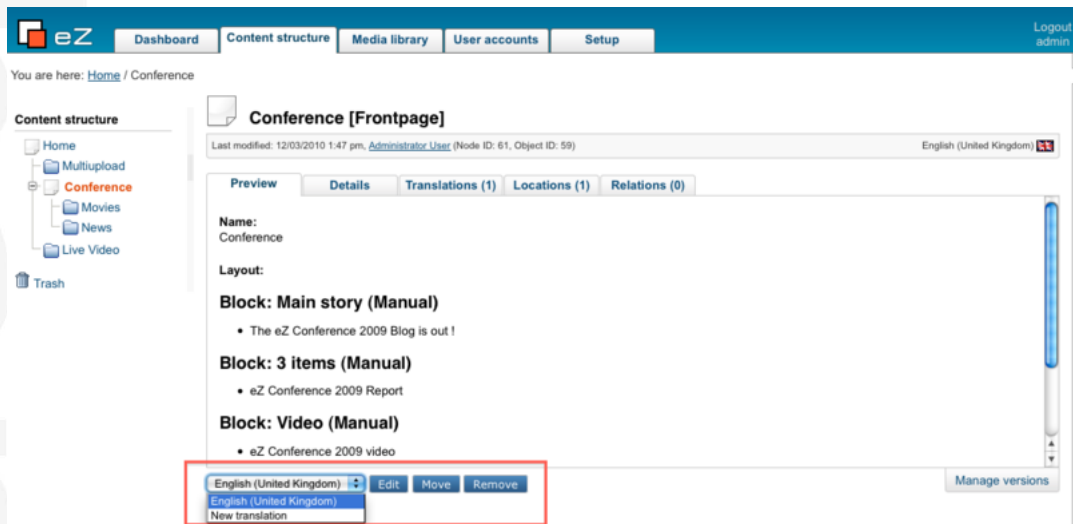 eZ
Dashboard
Content structure
Media library
User accounts
Setup
Logout
admin
You are here: Home / Conference
Content structure
Home
Multiupload
Conference
Movies
News
Live Video
Trash
Conference [Frontpage]
Last modified: 12/03/2010 1:47 pm, Administrator User (Node ID: 61, Object ID: 59)
English (United Kingdom)
Preview
Details
Translations (1)
Locations (1)
Relations (0)
Name:
Conference
Layout:
Block: Main story (Manual)
• The eZ Conference 2009 Blog is out !
Block: 3 items (Manual)
• eZ Conference 2009 Report
Block: Video (Manual)
• eZ Conference 2009 video
English (United Kingdom)
Edit
Move
Remove
Manage versions
English (United Kingdom)
New translation